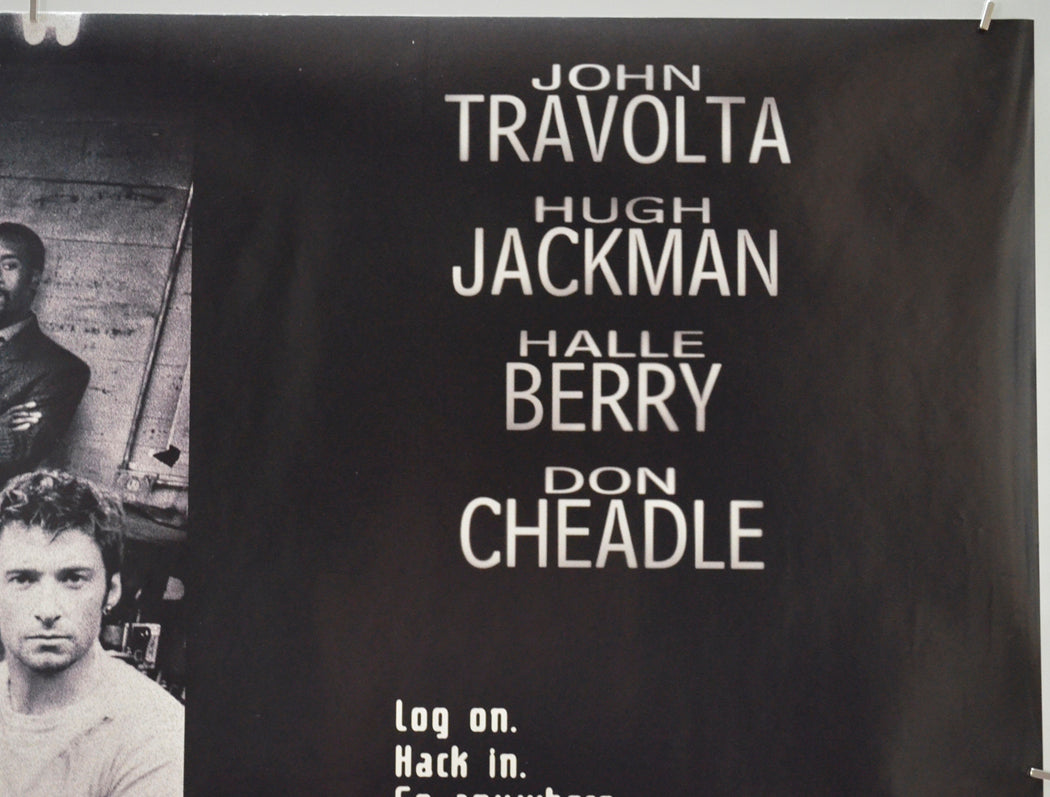 JOHN
TRAVOLTA
HUGH
JACKMAN
HALLE
BERRY
DON
CHEADLE
Log on.
Hack in.